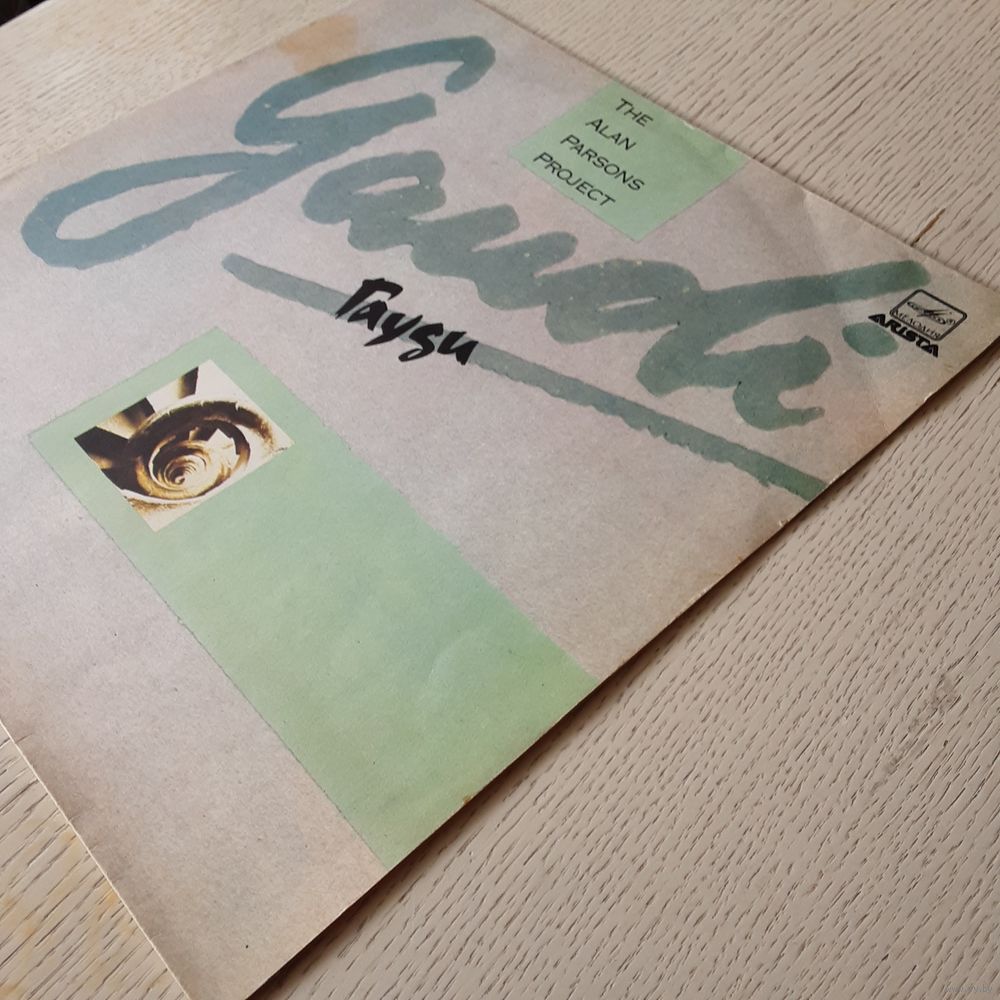 THE
ALAN
PARSONS
PROJECT
gaudi
Гауди
МЕЛОДИЯ
ARISTA